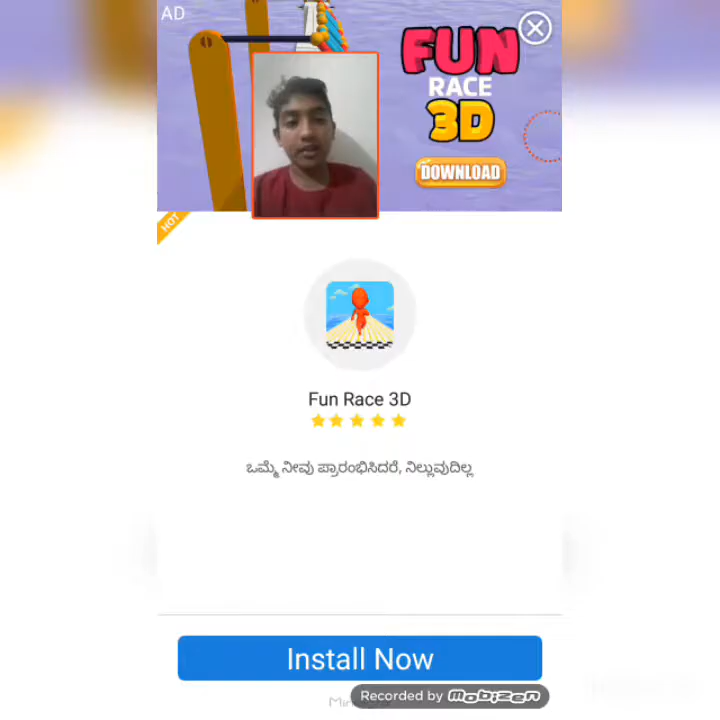 AD
FUN
RACE
3D
DOWNLOAD
HOT
Fun Race 3D
ಒಮ್ಮೆ ನೀವು ಪ್ರಾರಂಭಿಸಿದರೆ, ನಿಲ್ಲುವುದಿಲ್ಲ
Install Now
Recorded by Mobizen